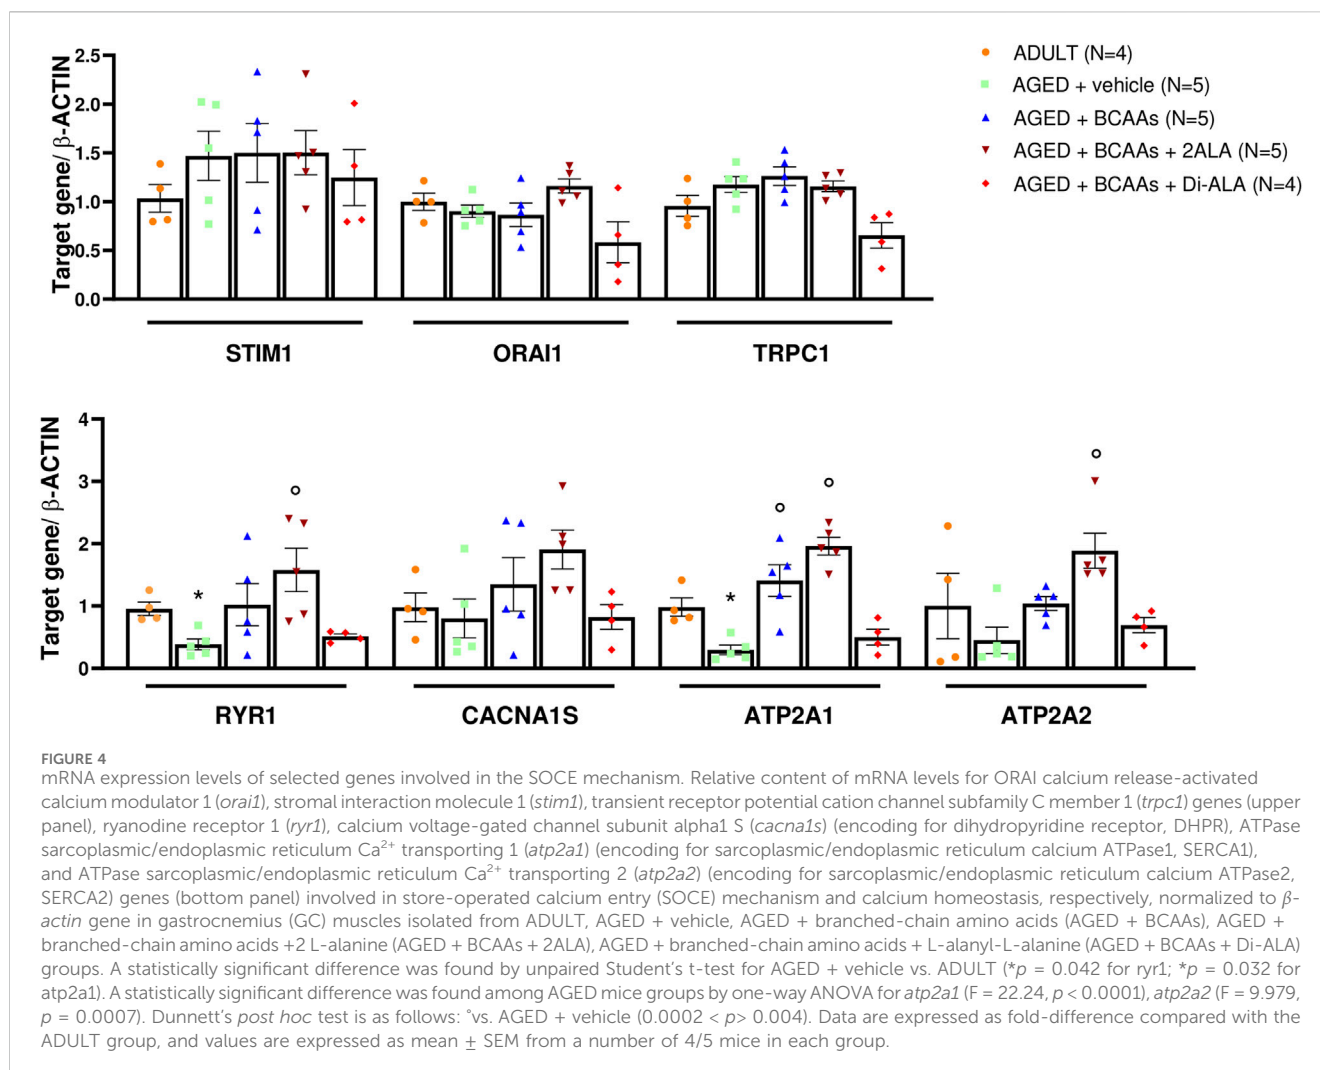 Target gene/ β-ACTIN
2.5
2.0
1.5
1.0
0.5
0.0
STIM1 ORAI1 TRPC1
ADULT (N=4)
AGED + vehicle (N=5)
AGED + BCAAs (N=5)
AGED + BCAAs + 2ALA (N=5)
AGED + BCAAs + Di-ALA (N=4)
Target gene/ β-ACTIN
4
3
2
1
0
*
*
RYR1 CACNA1S ATP2A1 ATP2A2
FIGURE 4
mRNA expression levels of selected genes involved in the SOCE mechanism. Relative content of mRNA levels for ORAI calcium release-activated
calcium modulator 1 (orai1), stromal interaction molecule 1 (stim1), transient receptor potential cation channel subfamily C member 1 (trpc1) genes (upper
panel), ryanodine receptor 1 (ryr1), calcium voltage-gated channel subunit alpha1 S (cacna1s) (encoding for dihydropyridine receptor, DHPR), ATPase
sarcoplasmic/endoplasmic reticulum Ca²⁺ transporting 1 (atp2a1) (encoding for sarcoplasmic/endoplasmic reticulum calcium ATPase1, SERCA1),
and ATPase sarcoplasmic/endoplasmic reticulum Ca²⁺ transporting 2 (atp2a2) (encoding for sarcoplasmic/endoplasmic reticulum calcium ATPase2,
SERCA2) genes (bottom panel) involved in store-operated calcium entry (SOCE) mechanism and calcium homeostasis, respectively, normalized to β-
actin gene in gastrocnemius (GC) muscles isolated from ADULT, AGED + vehicle, AGED + branched-chain amino acids (AGED + BCAAs), AGED +
branched-chain amino acids +2 L-alanine (AGED + BCAAs + 2ALA), AGED + branched-chain amino acids + L-alanyl-L-alanine (AGED + BCAAs + Di-ALA)
groups. A statistically significant difference was found by unpaired Student's t-test for AGED + vehicle vs. ADULT (*p = 0.042 for ryr1; *p = 0.032 for
atp2a1). A statistically significant difference was found among AGED mice groups by one-way ANOVA for atp2a1 (F = 22.24, p < 0.0001), atp2a2 (F = 9.979,
p = 0.0007). Dunnett's post hoc test is as follows: °vs. AGED + vehicle (0.0002 < p> 0.004). Data are expressed as fold-difference compared with the
ADULT group, and values are expressed as mean ± SEM from a number of 4/5 mice in each group.